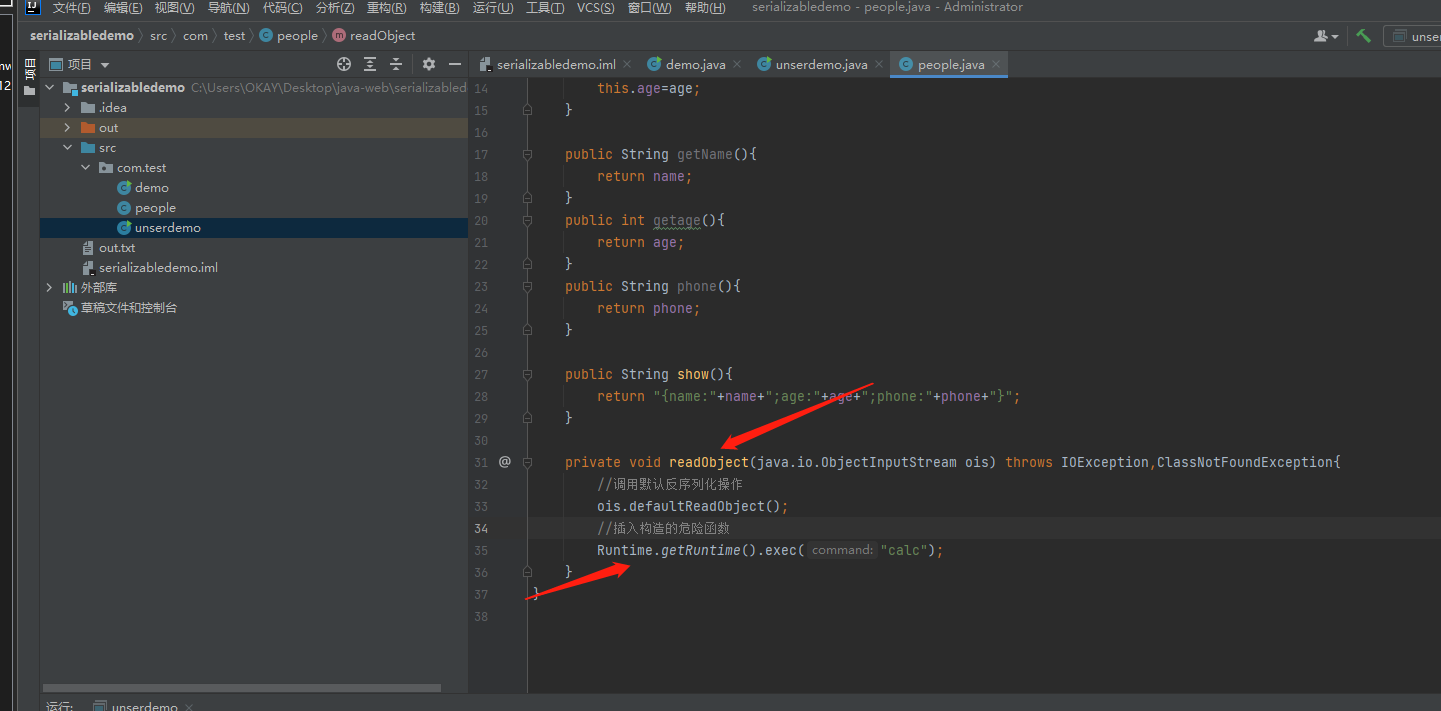 文件(F) 编辑(E) 视图(V) 导航(N) 代码(C) 分析(Z) 重构(R) 构建(B) 运行(U) 工具(T) VCS(S) 窗口(W) 帮助(H) serializabledemo - people.java - Administrator
serializabledemo src com test people readObject
项目
serializabledemo.iml demo.java unserdemo.java people.java
serializabledemo C:\Users\OKAY\Desktop\java-web\serializabled
.idea
out
src
com.test
demo
people
unserdemo
out.txt
serializabledemo.iml
外部库
草稿文件和控制台
14 this.age=age;
15 }
16
17 public String getName(){
18 return name;
19 }
20 public int getage(){
21 return age;
22 }
23 public String phone(){
24 return phone;
25 }
26
27 public String show(){
28 return "{name:"+name+";age:"+age+";phone:"+phone+"}";
29 }
30
31 @ private void readObject(java.io.ObjectInputStream ois) throws IOException,ClassNotFoundException{
32 //调用默认反序列化操作
33 ois.defaultReadObject();
34 //插入构造的危险函数
35 Runtime.getRuntime().exec( command: "calc");
36 }
37 }
38
运行: unserdemo